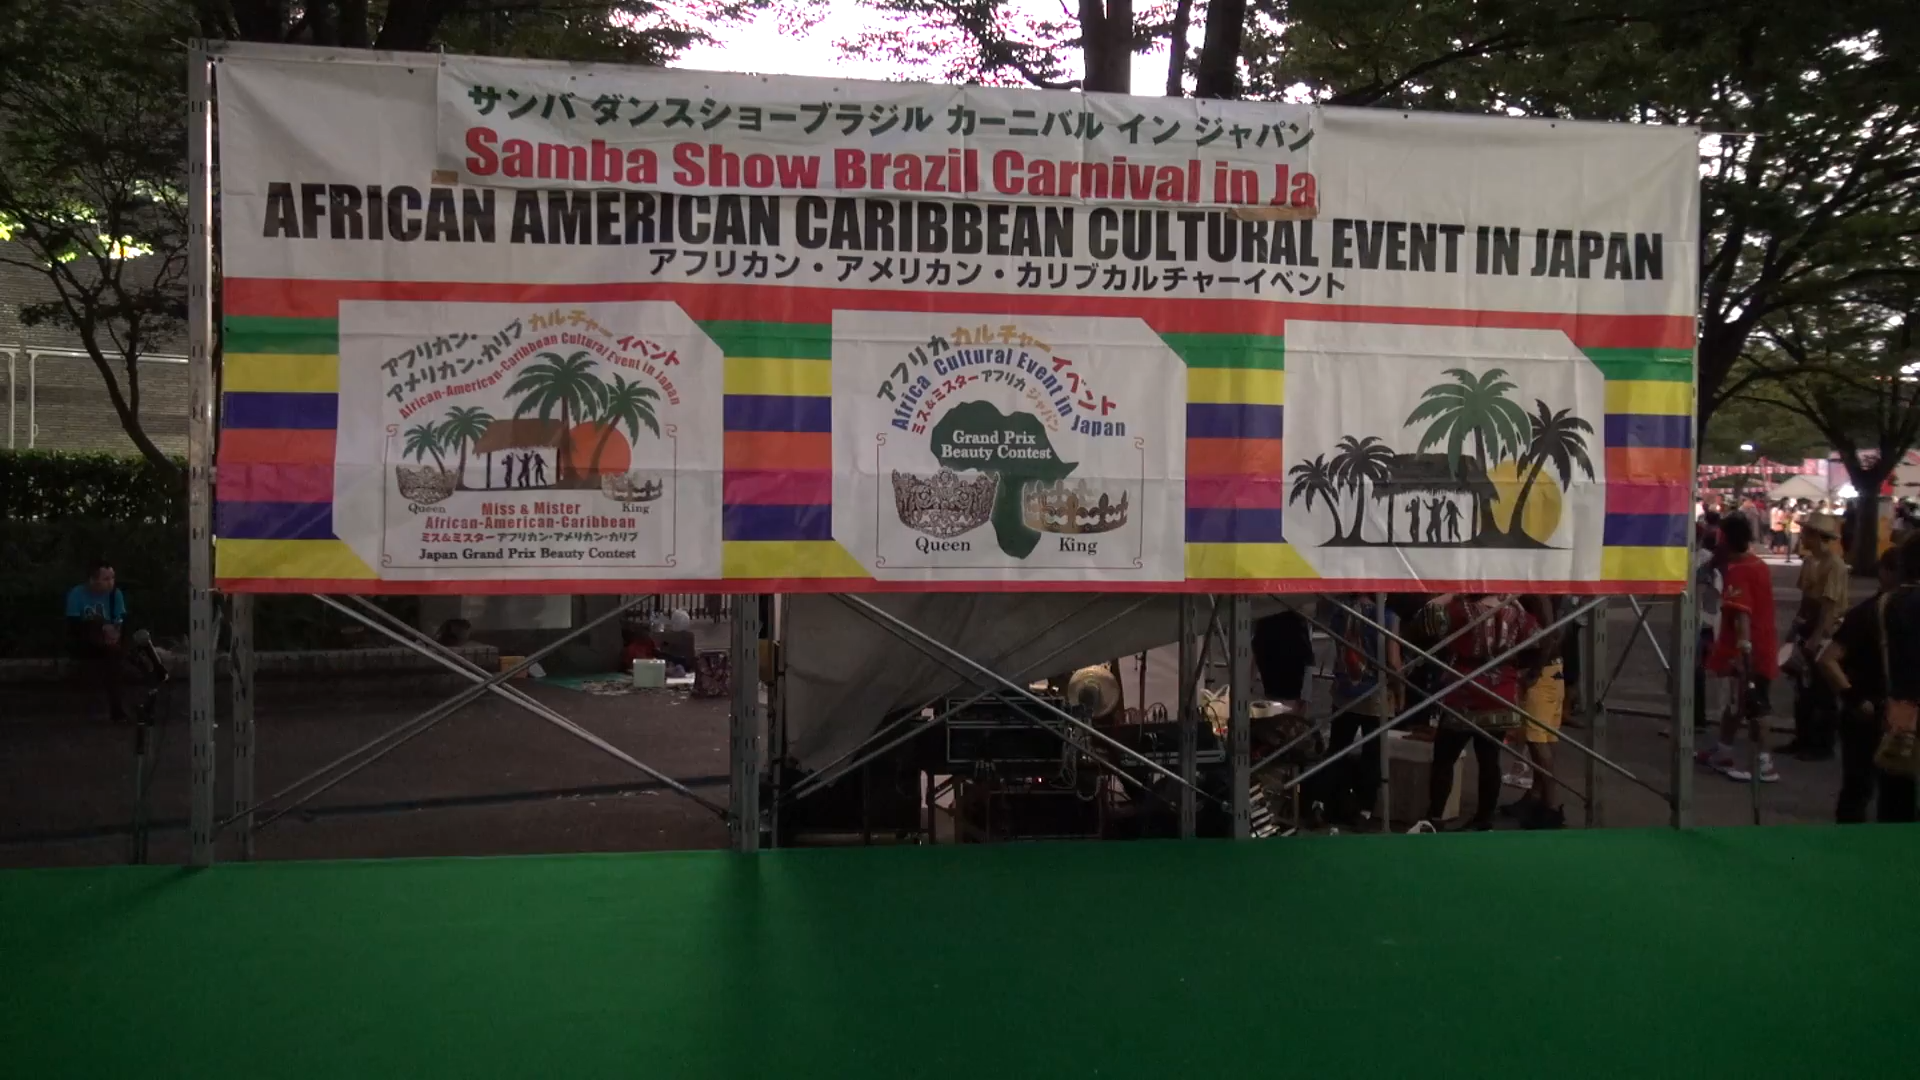 サンバ ダンスショーブラジル カーニバル イン ジャパン
Samba Show Brazil Carnival in Ja
AFRICAN AMERICAN CARIBBEAN CULTURAL EVENT IN JAPAN
アフリカン・アメリカン・カリブカルチャーイベント
アフリカン・
アメリカン・カリブ カルチャーイベント
African-American-Caribbean Cultural Event in Japan
Queen
King
Miss & Mister
African-American-Caribbean
ミス&ミスターアフリカン・アメリカン・カリブ
Japan Grand Prix Beauty Contest
アフリカ カルチャー イベント
Africa Cultural Event in Japan
ミス&ミスターアフリカ ジャパン
Grand Prix
Beauty Contest
Queen
King